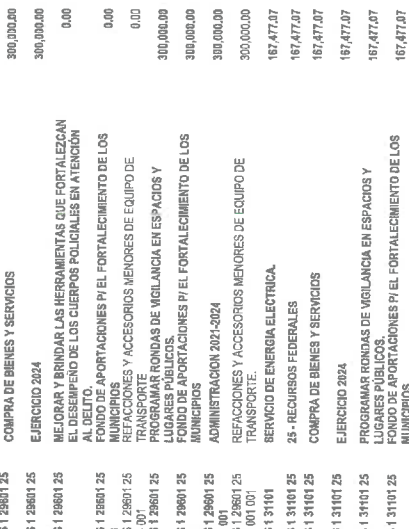 1 29601 25 COMPRA DE BIENES Y SERVICIOS 300,000.00
1 29601 25 EJERCICIO 2024 300,000.00
1 29601 25 MEJORAR Y BRINDAR LAS HERRAMIENTAS QUE FORTALEZCAN 0.00
EL DESEMPEÑO DE LOS CUERPOS POLICIALES EN ATENCIÓN
AL DELITO.
1 29601 25 FONDO DE APORTACIONES P/ EL FORTALECIMIENTO DE LOS 0.00
MUNICIPIOS
1 29601 25 REFACCIONES Y ACCESORIOS MENORES DE EQUIPO DE 0.00
001 TRANSPORTE
1 29601 25 PROGRAMAR RONDAS DE VIGILANCIA EN ESPACIOS Y 300,000.00
LUGARES PÚBLICOS.
1 29601 25 FONDO DE APORTACIONES P/ EL FORTALECIMIENTO DE LOS 300,000.00
MUNICIPIOS
1 29601 25 ADMINISTRACION 2021-2024 300,000.00
001
1 29601 25 REFACCIONES Y ACCESORIOS MENORES DE EQUIPO DE 300,000.00
001 001 TRANSPORTE.
1 31101 SERVICIO DE ENERGIA ELECTRICA. 167,477.07
1 31101 25 25 - RECURSOS FEDERALES 167,477.07
1 31101 25 COMPRA DE BIENES Y SERVICIOS 167,477.07
1 31101 25 EJERCICIO 2024 167,477.07
1 31101 25 PROGRAMAR RONDAS DE VIGILANCIA EN ESPACIOS Y 167,477.07
LUGARES PÚBLICOS.
1 31101 25 FONDO DE APORTACIONES P/ EL FORTALECIMIENTO DE LOS 167,477.07
MUNICIPIOS